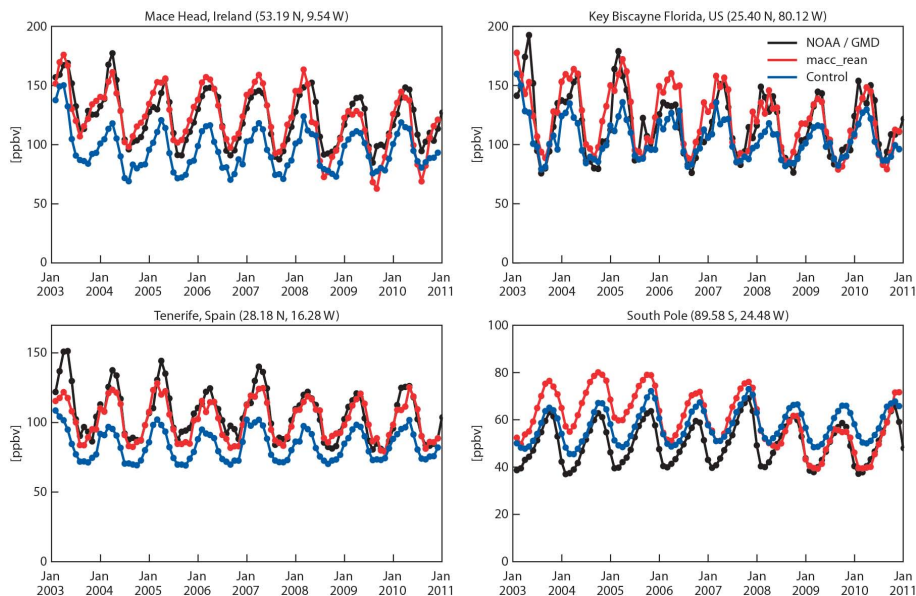 Mace Head, Ireland (53.19 N, 9.54 W)
200
150
100
50
0
[ppbv]
Jan Jan Jan Jan Jan Jan Jan Jan Jan
2003 2004 2005 2006 2007 2008 2009 2010 2011
Key Biscayne Florida, US (25.40 N, 80.12 W)
NOAA / GMD
macc_rean
Control
200
150
100
50
0
[ppbv]
Jan Jan Jan Jan Jan Jan Jan Jan Jan
2003 2004 2005 2006 2007 2008 2009 2010 2011
Tenerife, Spain (28.18 N, 16.28 W)
150
100
50
0
[ppbv]
Jan Jan Jan Jan Jan Jan Jan Jan Jan
2003 2004 2005 2006 2007 2008 2009 2010 2011
South Pole (89.58 S, 24.48 W)
100
80
60
40
20
0
[ppbv]
Jan Jan Jan Jan Jan Jan Jan Jan Jan
2003 2004 2005 2006 2007 2008 2009 2010 2011